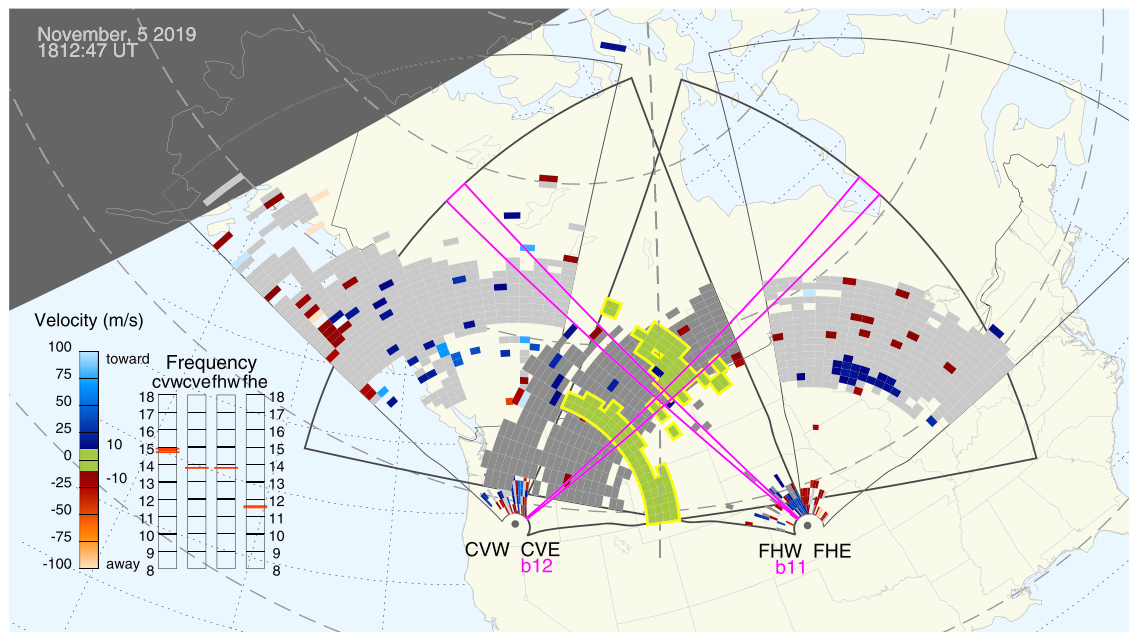 November, 5 2019
1812:47 UT
Velocity (m/s)
100
toward
75
50
25
10
0
-10
-25
-50
-75
-100
away
Frequency
cvwcvefhwfhe
18 18
17 17
16 16
15 15
14 14
13 13
12 12
11 11
10 10
9 9
8 8
CVW CVE
b12
FHW FHE
b11